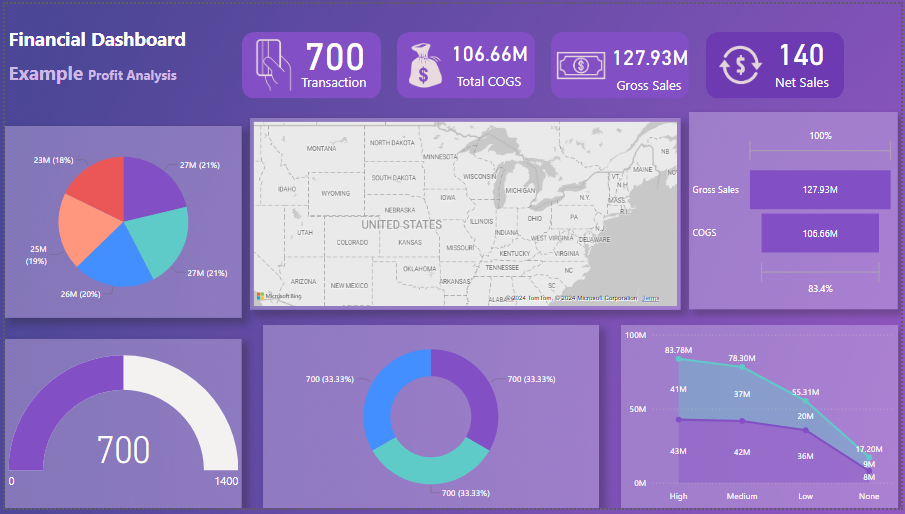 Financial Dashboard
Example Profit Analysis
700
Transaction
106.66M
Total COGS
127.93M
Gross Sales
140
Net Sales
23M (18%)
27M (21%)
25M
(19%)
27M (21%)
26M (20%)
MONTANA
NORTH DAKOTA
MINNESOTA
NB
IDAHO
WYOMING
SOUTH DAKOTA
WISCONSIN
MICHIGAN
VT.
N.H
MAINE
NO
NEBRASKA
IOWA
N.Y.
MASS.
R.I.
UNITED STATES
ILLINOIS
INDIANA
OHIO
PA
UTAH
COLORADO
KANSAS
MISSOURI
WEST VIRGINIA
DELAWARE
KENTUCKY
VIRGINIA
ARIZONA
NEW MEXICO
OKLAHOMA
ARKANSAS
TENNESSEE
NC
ALABA
SC
Microsoft Bing
© 2024 TomTom, © 2024 Microsoft Corporation Terms
100%
Gross Sales
127.93M
COGS
106.66M
83.4%
700
0
1400
700 (33.33%)
700 (33.33%)
700 (33.33%)
100M
50M
0M
83.78M
78.30M
55.31M
17.20M
41M
37M
20M
9M
43M
42M
36M
8M
High
Medium
Low
None